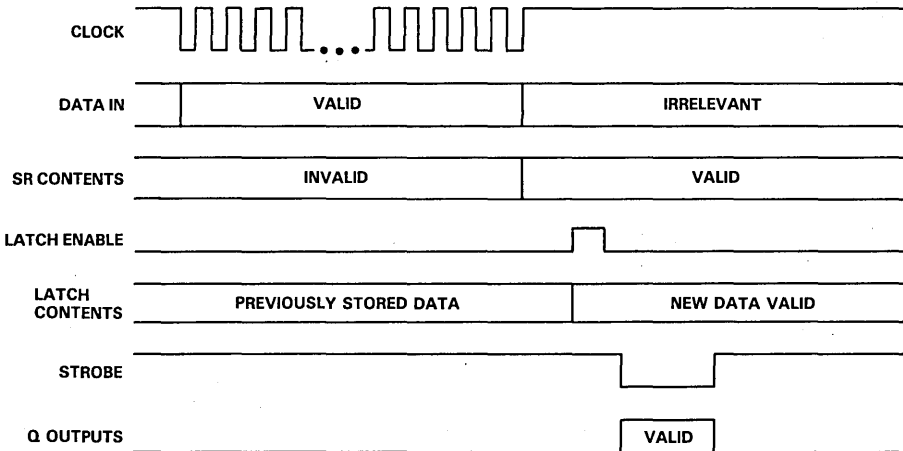 CLOCK
DATA IN
VALID
IRRELEVANT
SR CONTENTS
INVALID
VALID
LATCH ENABLE
LATCH
CONTENTS
PREVIOUSLY STORED DATA
NEW DATA VALID
STROBE
Q OUTPUTS
VALID